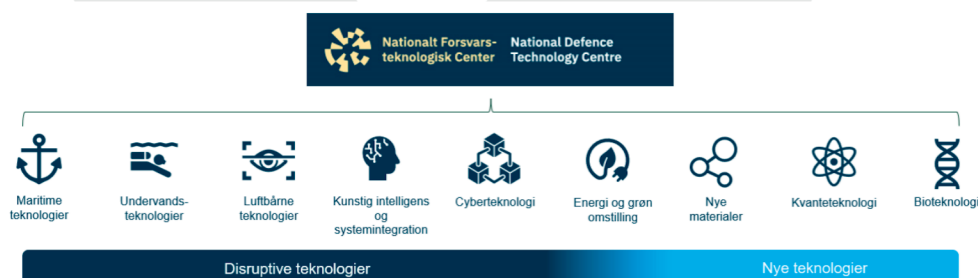 Nationalt Forsvars-
teknologisk Center
National Defence
Technology Centre
Maritime
teknologier
Undervands-
teknologier
Luftbårne
teknologier
Kunstig intelligens
og
systemintegration
Cyberteknologi
Energi og grøn
omstilling
Nye
materialer
Kvanteteknologi
Bioteknologi
Disruptive teknologier
Nye teknologier